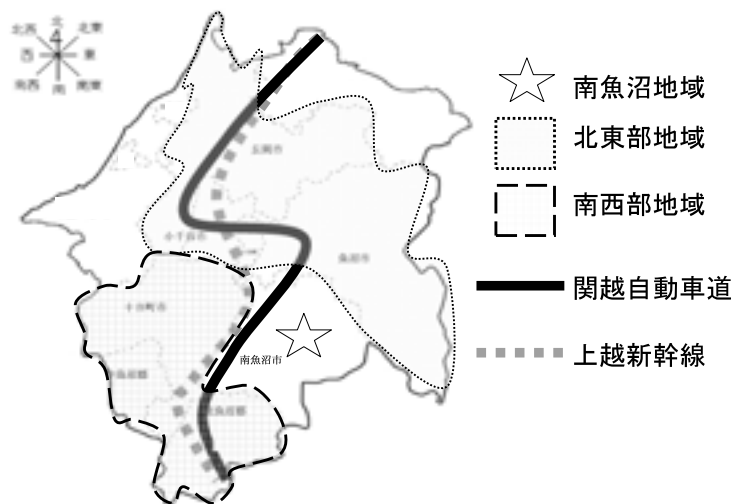 北
北西 北東
西 東
南西 南東
南
長岡市
小千谷市
魚沼市
十日町市
南魚沼市
南魚沼地域
北東部地域
南西部地域
関越自動車道
上越新幹線